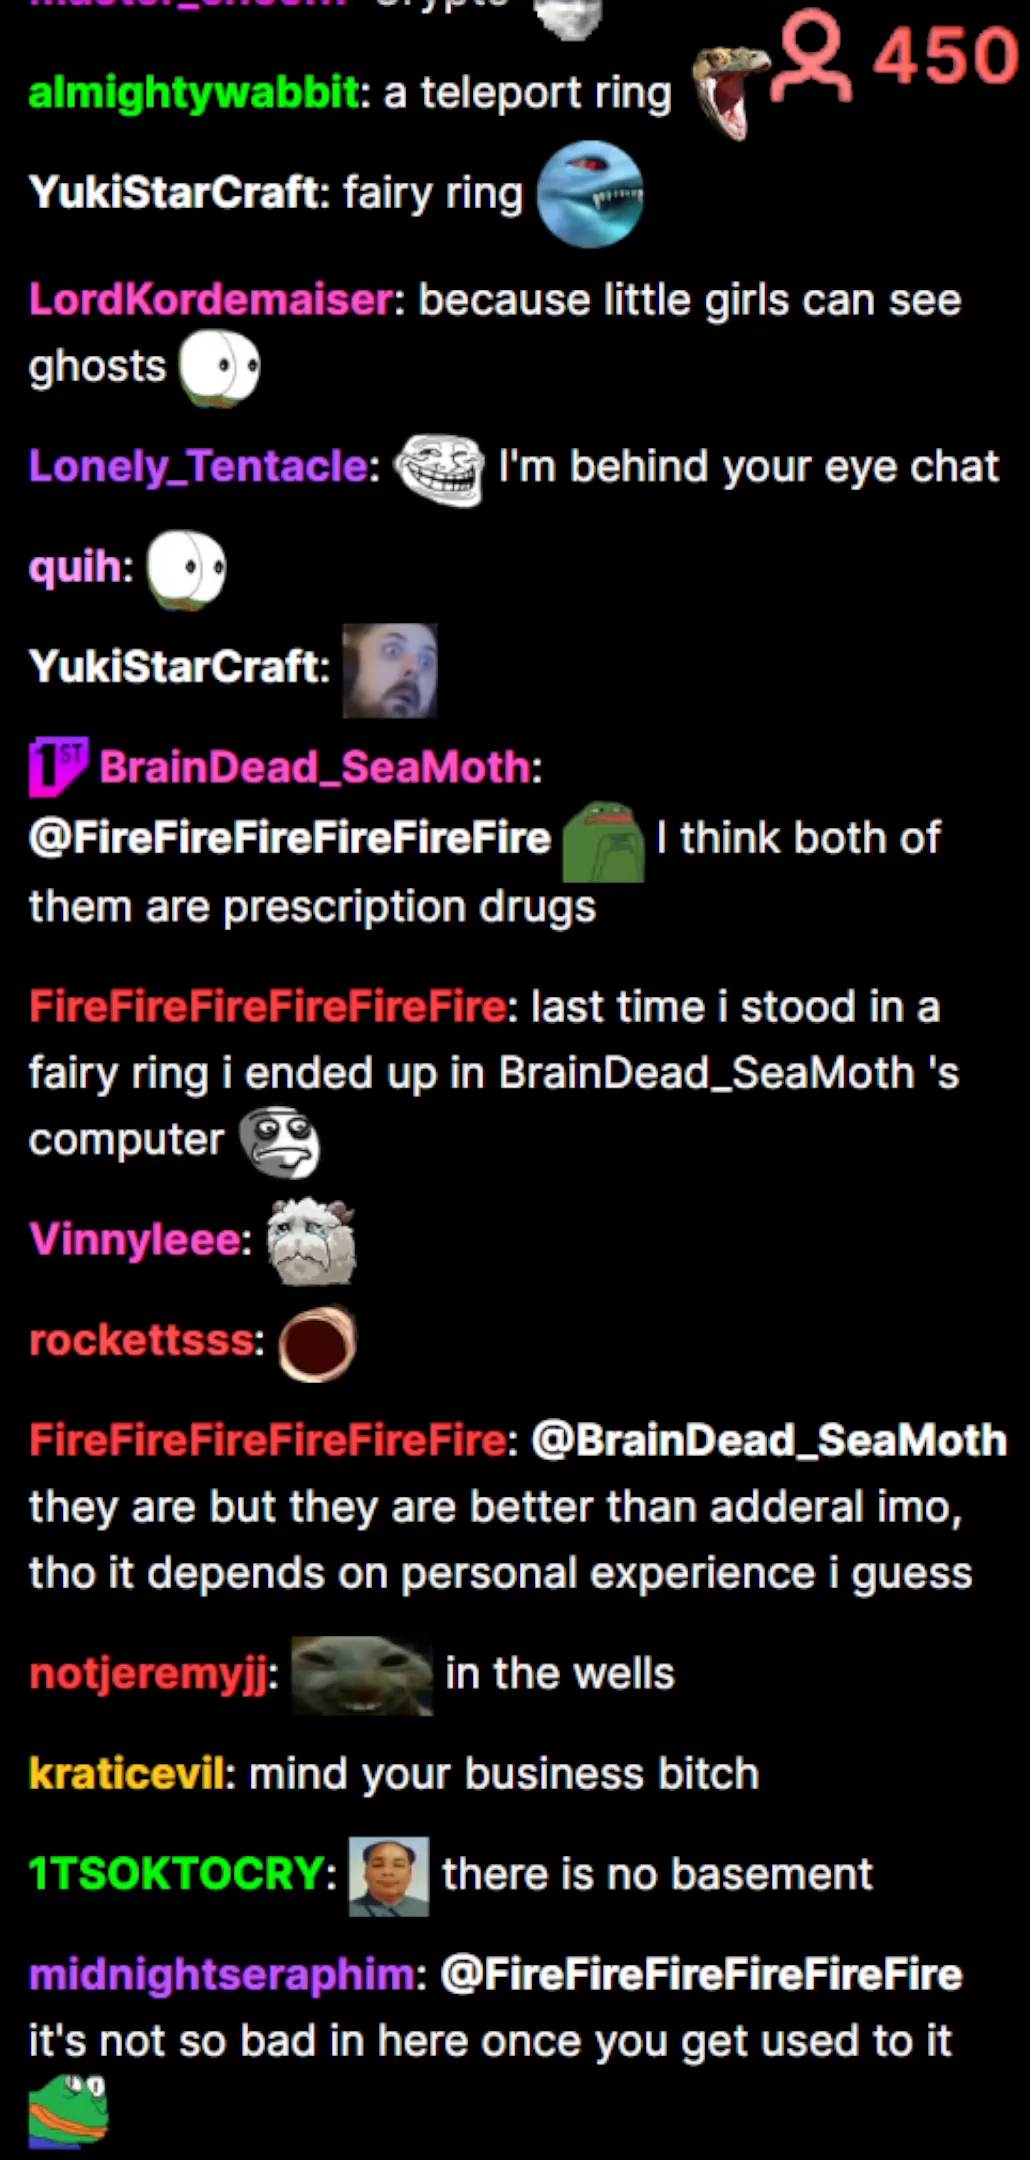 450
almightywabbit: a teleport ring
YukiStarCraft: fairy ring
LordKordemaiser: because little girls can see
ghosts
Lonely_Tentacle: I'm behind your eye chat
quih:
YukiStarCraft:
1ST BrainDead_SeaMoth:
@FireFireFireFireFireFire I think both of
them are prescription drugs
FireFireFireFireFireFire: last time i stood in a
fairy ring i ended up in BrainDead_SeaMoth 's
computer
Vinnyleee:
rockettsss:
FireFireFireFireFireFire: @BrainDead_SeaMoth
they are but they are better than adderal imo,
tho it depends on personal experience i guess
notjeremyjj: in the wells
kraticevil: mind your business bitch
1TSOKTOCRY: there is no basement
midnightseraphim: @FireFireFireFireFireFire
it's not so bad in here once you get used to it